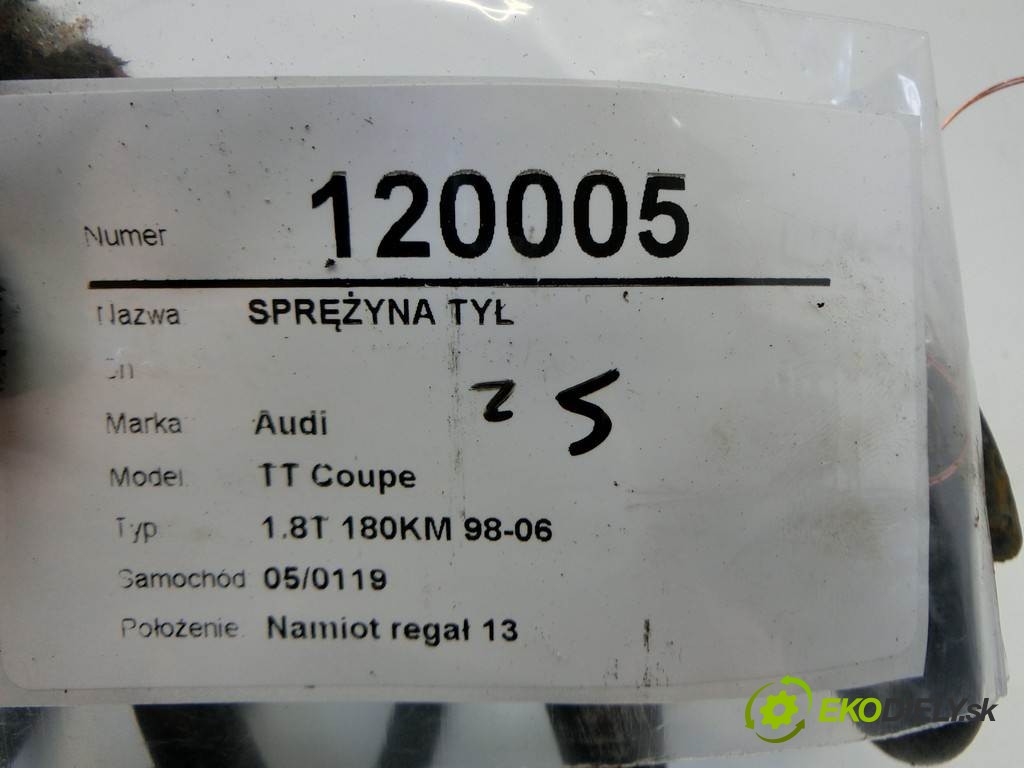 Numer 120005
Nazwa SPRĘŻYNA TYŁ
Marka Audi
Model TT Coupe
Typ 1.8T 180KM 98-06
Samochód 05/0119
Położenie Namiot regał 13
EKODIELY.sk